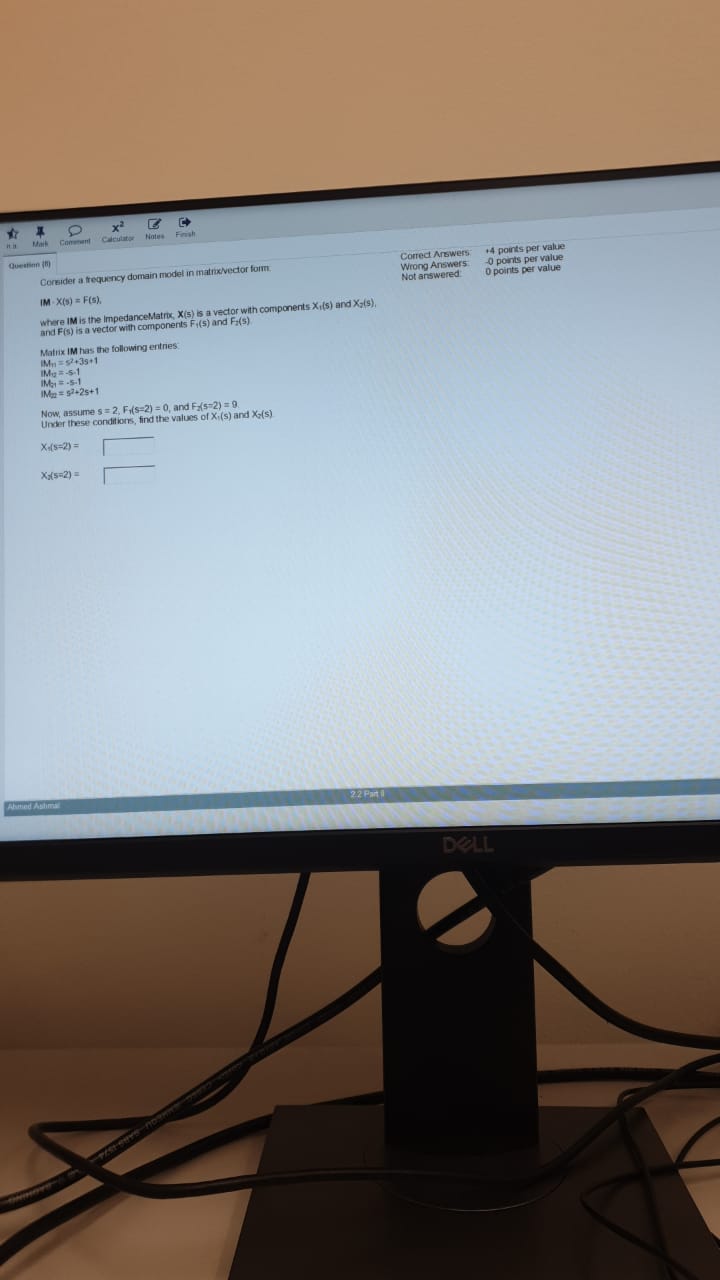 n.a.
Mark
Comment
x²
Calculator
Notes
Finish
Question (8)
Consider a frequency domain model in matrix/vector form:
IM · X(s) = F(s),
where IM is the ImpedanceMatrix, X(s) is a vector with components X₁(s) and X₂(s),
and F(s) is a vector with components F₁(s) and F₂(s).
Matrix IM has the following entries:
IM₁₁ = s²+3s+1
IM₁₂ = -s-1
IM₂₁ = -s-1
IM₂₂ = s²+2s+1
Now, assume s = 2, F₁(s=2) = 0, and F₂(s=2) = 9.
Under these conditions, find the values of X₁(s) and X₂(s).
X₁(s=2) =
X₂(s=2) =
Correct Answers: +4 points per value
Wrong Answers: -0 points per value
Not answered: 0 points per value
Ahmed Ashmal
2.2 Part II
DELL